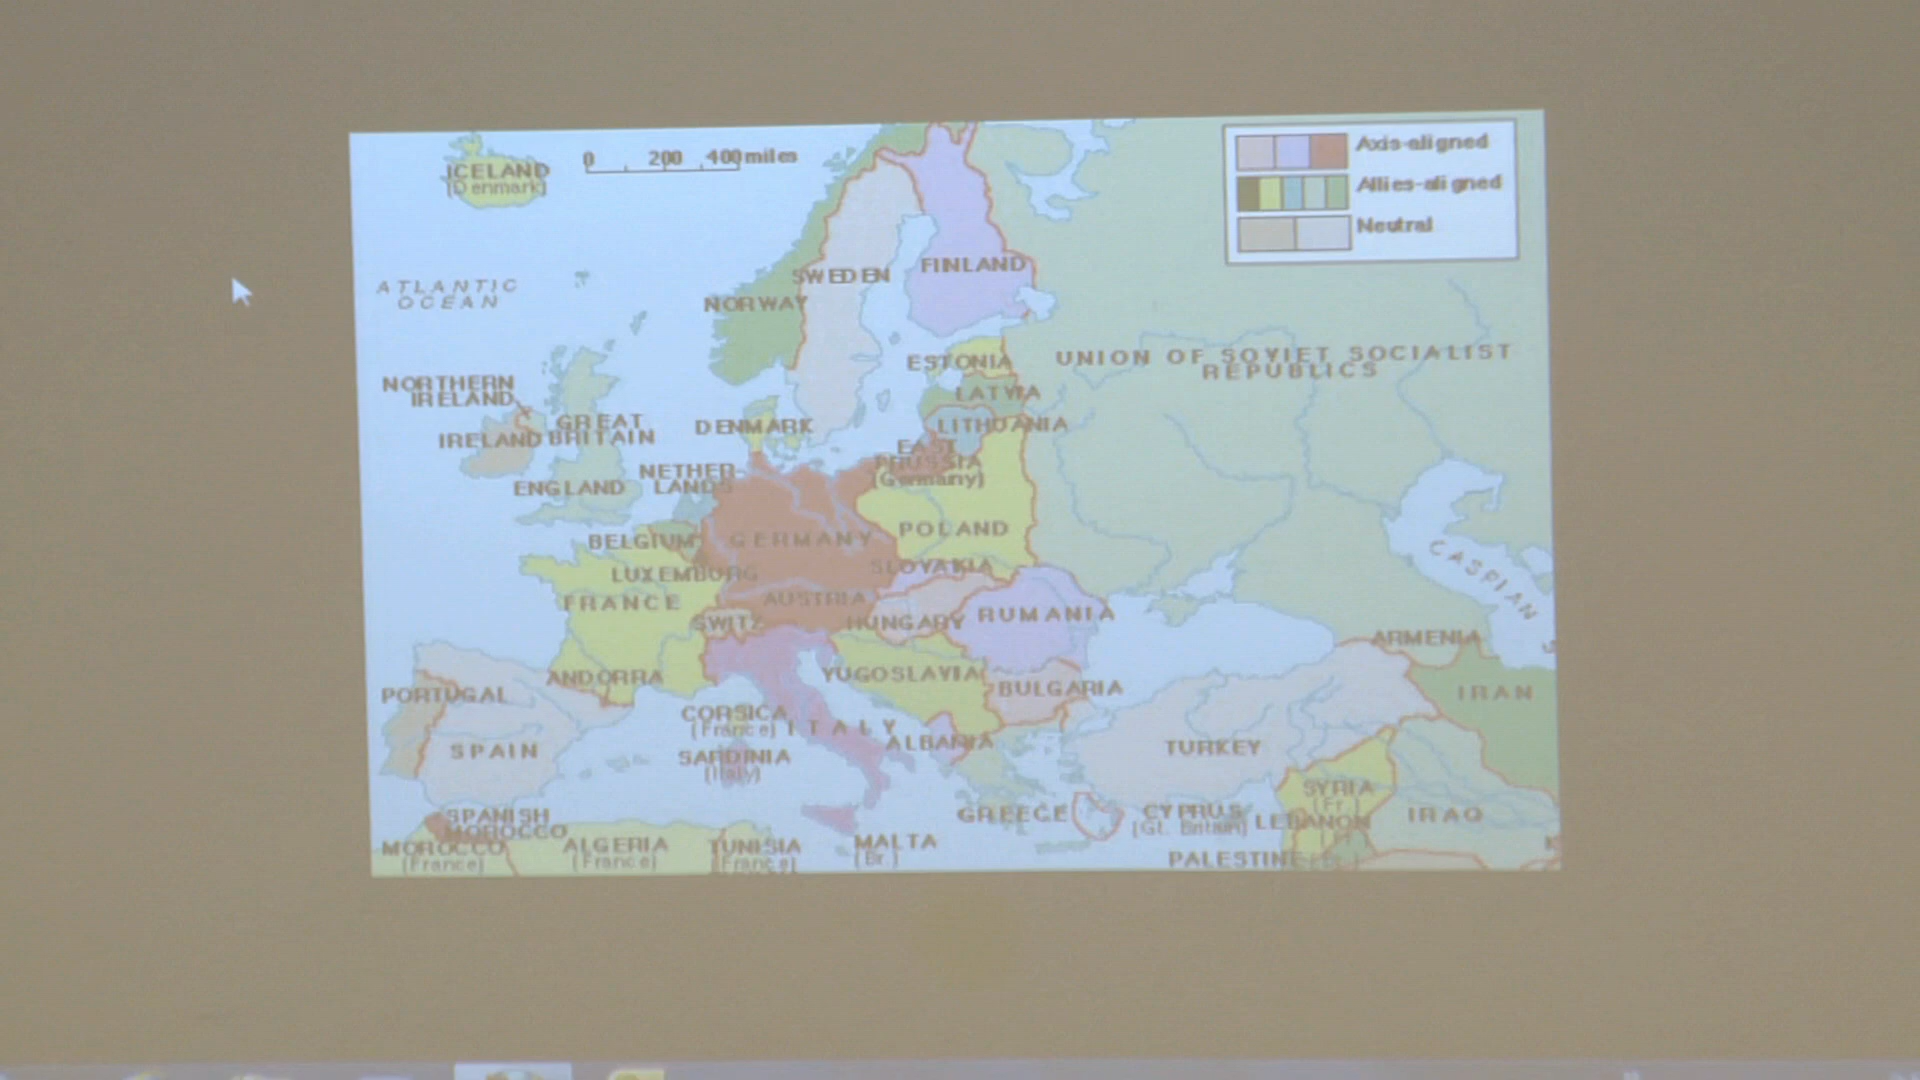 ICELAND
(Denmark)
0 200 400 miles
Axis-aligned
Allies-aligned
Neutral
ATLANTIC
OCEAN
SWEDEN
FINLAND
NORWAY
ESTONIA
UNION OF SOVIET SOCIALIST
REPUBLICS
NORTHERN
IRELAND
LATVIA
IRELAND
GREAT
BRITAIN
DENMARK
LITHUANIA
EAST
PRUSSIA
(Germany)
NETHER-
LANDS
ENGLAND
BELGIUM
GERMANY
POLAND
LUXEMBURG
SLOVAKIA
CASPIAN
FRANCE
AUSTRIA
SWITZ
HUNGARY
RUMANIA
ARMENIA
ANDORRA
YUGOSLAVIA
PORTUGAL
BULGARIA
IRAN
CORSICA
(France)
ITALY
ALBANIA
SPAIN
SARDINIA
(Italy)
TURKEY
SYRIA
(Fr.)
SPANISH
MOROCCO
GREECE
CYPRUS
(Gt. Britain)
LEBANON
IRAQ
MOROCCO
(France)
ALGERIA
(France)
TUNISIA
(France)
MALTA
(Br.)
PALESTINE